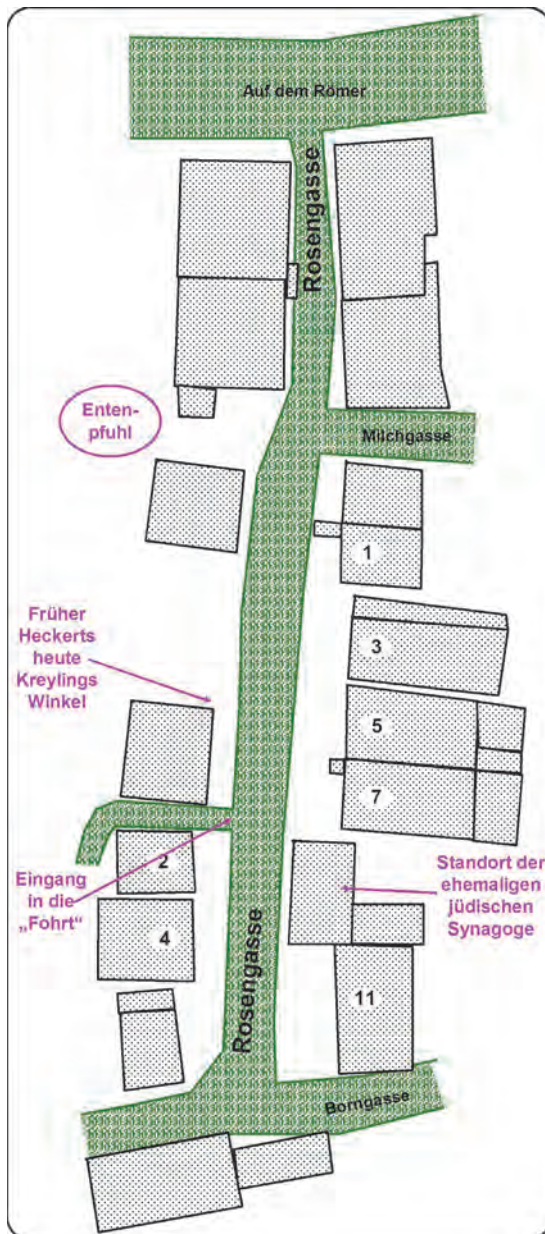 Auf dem Römer
Rosengasse
Enten-
pfuhl
Milchgasse
1
Früher
Heckerts
heute
Kreylings
Winkel
3
5
7
Eingang
in die
„Fohrt“
2
4
Standort der
ehemaligen
jüdischen
Synagoge
Rosengasse
11
Borngasse